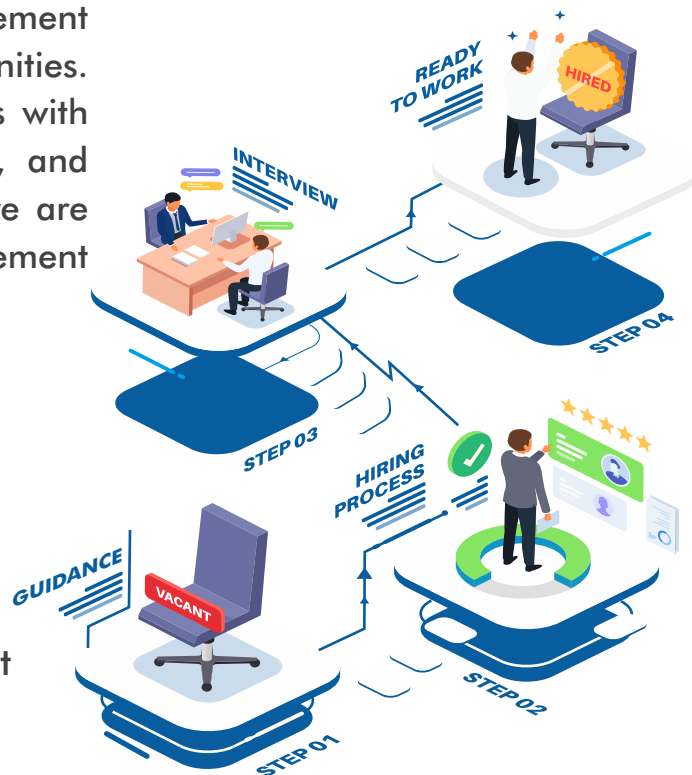 ement
nities.
s with
, and
e are
ement
READY
TO WORK
HIRED
INTERVIEW
STEP 04
STEP 03
HIRING
PROCESS
GUIDANCE
VACANT
t
STEP 02
STEP 01